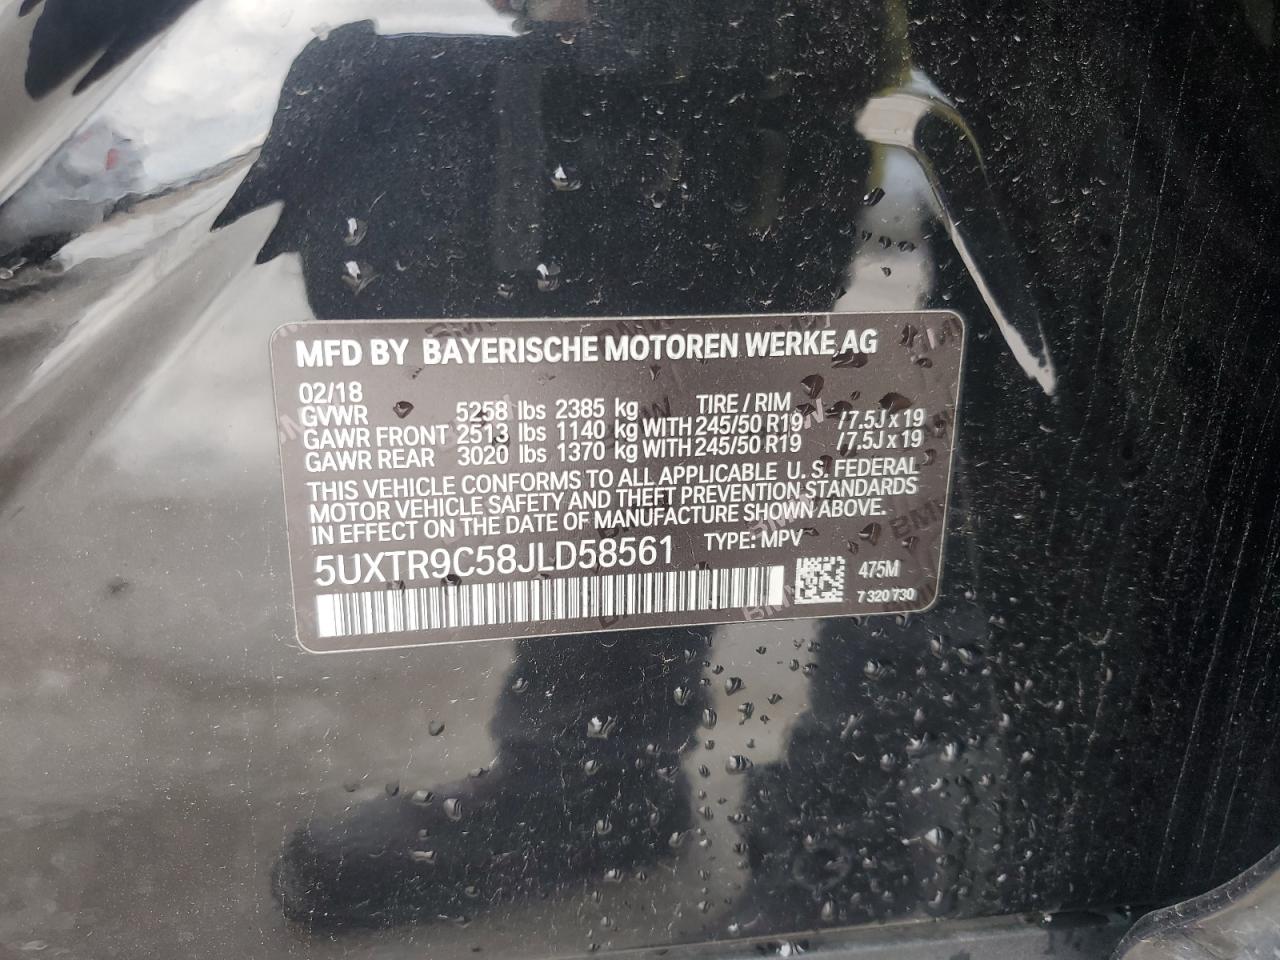 MFD BY BAYERISCHE MOTOREN WERKE AG
02/18
GVWR 5258 lbs 2385 kg TIRE / RIM
GAWR FRONT 2513 lbs 1140 kg WITH 245/50 R19 /7.5J x 19
GAWR REAR 3020 lbs 1370 kg WITH 245/50 R19 /7.5J x 19
THIS VEHICLE CONFORMS TO ALL APPLICABLE U. S. FEDERAL
MOTOR VEHICLE SAFETY AND THEFT PREVENTION STANDARDS
IN EFFECT ON THE DATE OF MANUFACTURE SHOWN ABOVE.
5UXTR9C58JLD58561 TYPE: MPV
475M
7 320 730